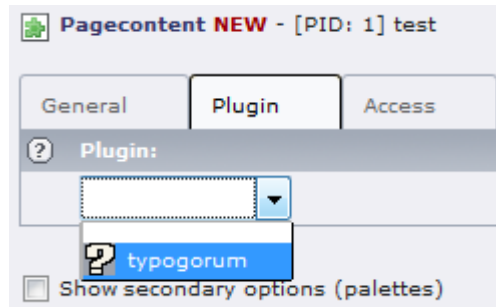 Pagecontent NEW - [PID: 1] test
General Plugin Access
Plugin:
typogorum
Show secondary options (palettes)